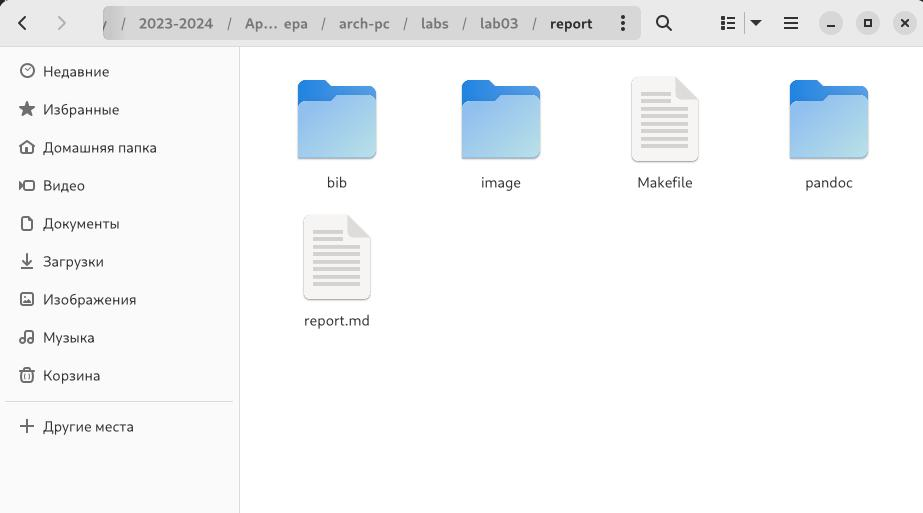 / 2023-2024 / Ap... ера / arch-pc / labs / lab03 / report
Недавние
Избранные
Домашняя папка
Видео
Документы
Загрузки
Изображения
Музыка
Корзина
Другие места
bib image Makefile pandoc
report.md